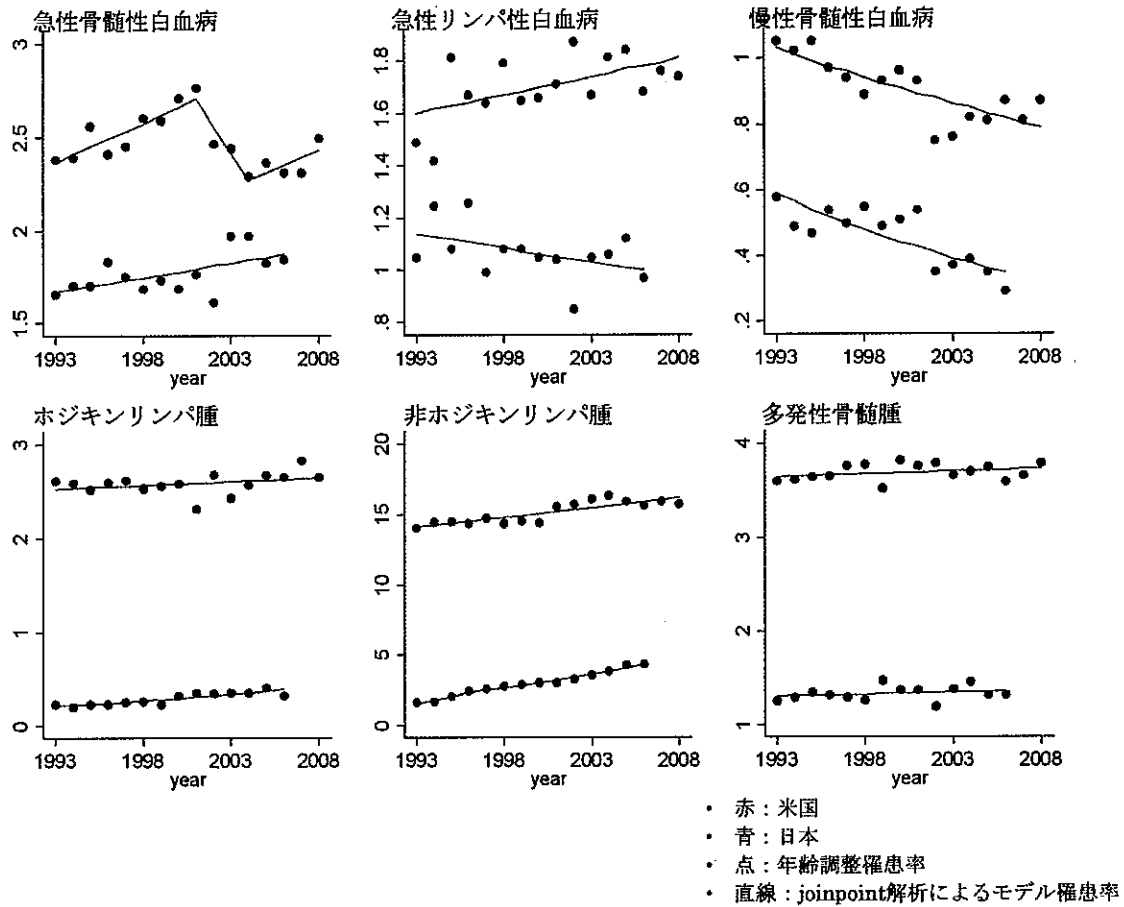 急性骨髄性白血病
3
2.5
2
1.5
1993 1998 2003 2008
year
急性リンパ性白血病
1.8
1.6
1.4
1.2
1
.8
1993 1998 2003 2008
year
慢性骨髄性白血病
1
.8
.6
.4
.2
1993 1998 2003 2008
year
ホジキンリンパ腫
3
2
1
0
1993 1998 2003 2008
year
非ホジキンリンパ腫
20
15
10
5
0
1993 1998 2003 2008
year
多発性骨髄腫
4
3
2
1
1993 1998 2003 2008
year
・ 赤：米国
・ 青：日本
・ 点：年齢調整罹患率
・ 直線：joinpoint解析によるモデル罹患率